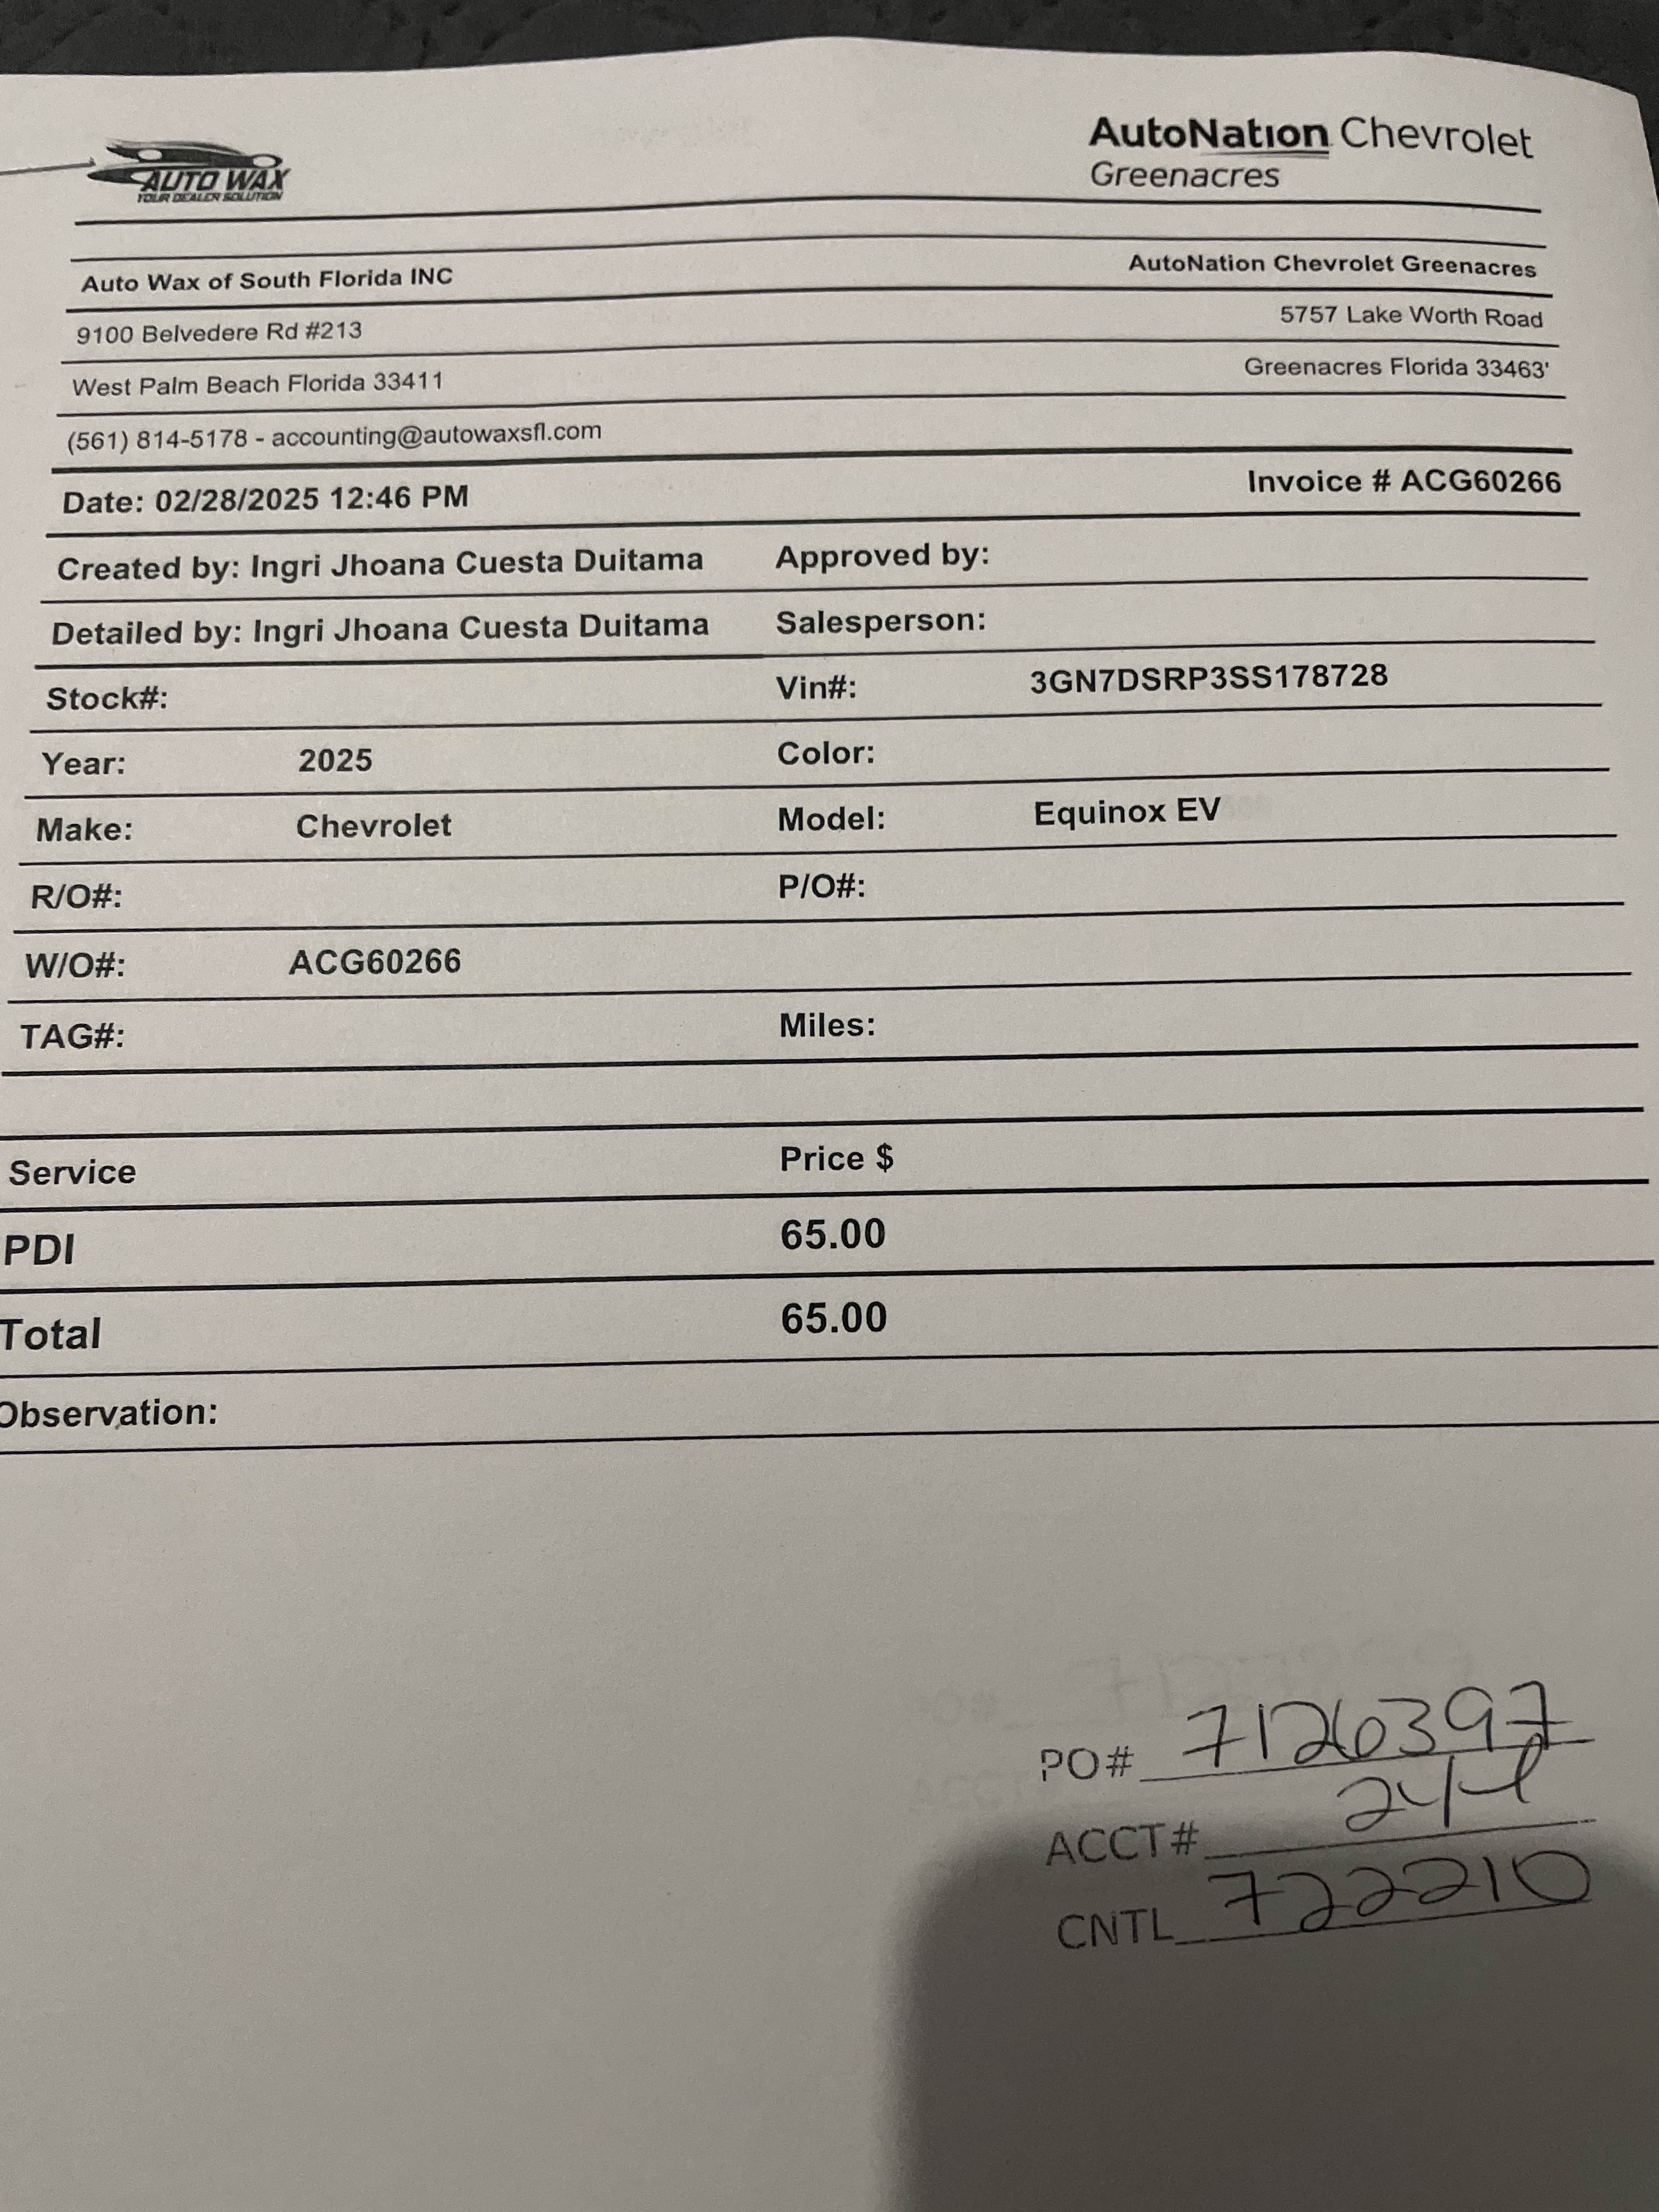 AUTO WAX
YOUR DEALER SOLUTION
AutoNation Chevrolet
Greenacres
Auto Wax of South Florida INC
AutoNation Chevrolet Greenacres
9100 Belvedere Rd #213
5757 Lake Worth Road
West Palm Beach Florida 33411
Greenacres Florida 33463'
(561) 814-5178 - accounting@autowaxsfl.com
Date: 02/28/2025 12:46 PM
Invoice # ACG60266
Created by: Ingri Jhoana Cuesta Duitama Approved by:
Detailed by: Ingri Jhoana Cuesta Duitama Salesperson:
Stock#: Vin#: 3GN7DSRP3SS178728
Year: 2025 Color:
Make: Chevrolet Model: Equinox EV
R/O#: P/O#:
W/O#: ACG60266
TAG#: Miles:
Service Price $
PDI 65.00
Total 65.00
Observation:
PO# 7126397
ACCT#
CNTL 722210